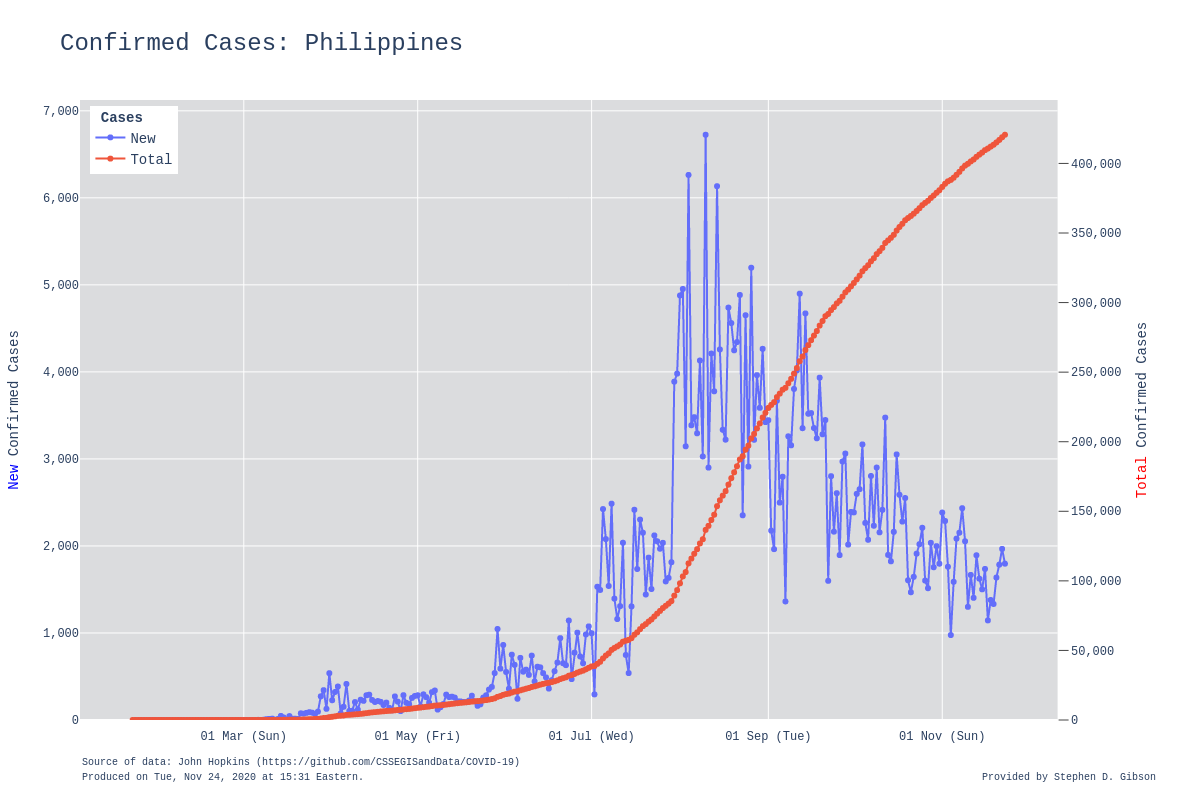 Confirmed Cases: Philippines
Cases
New
Total
7,000
6,000
5,000
4,000
3,000
2,000
1,000
0
New Confirmed Cases
400,000
350,000
300,000
250,000
200,000
150,000
100,000
50,000
0
Total Confirmed Cases
01 Mar (Sun)
01 May (Fri)
01 Jul (Wed)
01 Sep (Tue)
01 Nov (Sun)
Source of data: John Hopkins (https://github.com/CSSEGISandData/COVID-19)
Produced on Tue, Nov 24, 2020 at 15:31 Eastern.
Provided by Stephen D. Gibson